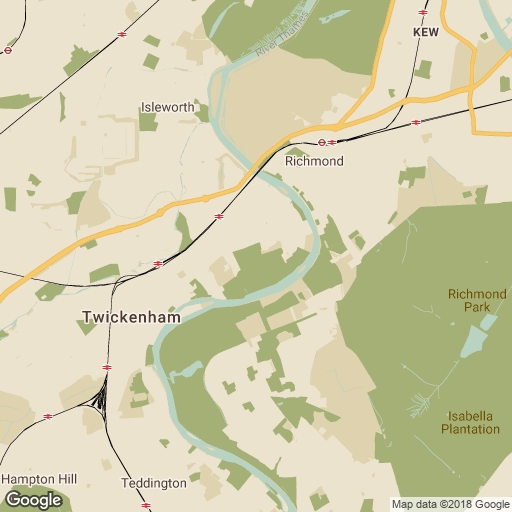 KEW
River Thames
Isleworth
Richmond
Richmond
Park
Twickenham
Isabella
Plantation
Hampton Hill
Teddington
Google
Map data ©2018 Google